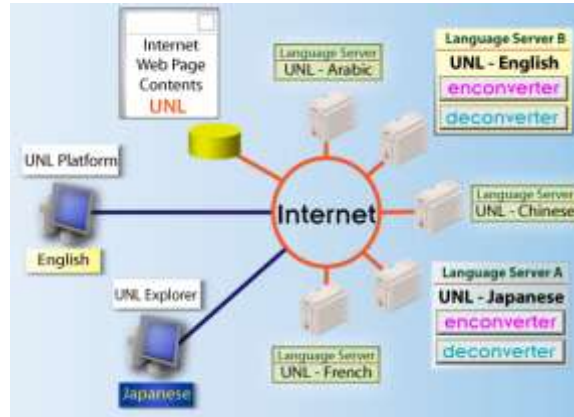 Internet
Web Page
Contents
UNL
Language Server
UNL - Arabic
Language Server B
UNL - English
enconverter
deconverter
UNL Platform
English
Internet
Language Server
UNL - Chinese
UNL Explorer
Japanese
Language Server
UNL - French
Language Server A
UNL - Japanese
enconverter
deconverter